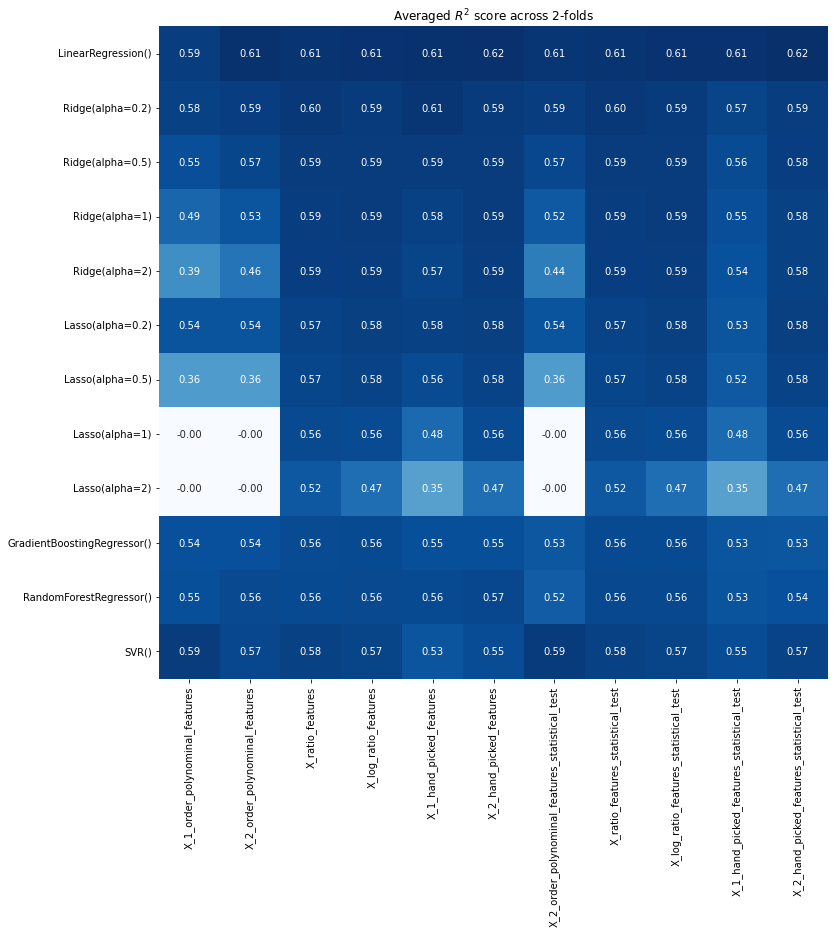 Averaged R² score across 2-folds
LinearRegression() 0.59 0.61 0.61 0.61 0.61 0.62 0.61 0.61 0.61 0.61 0.62
Ridge(alpha=0.2) 0.58 0.59 0.60 0.59 0.61 0.59 0.59 0.60 0.59 0.57 0.59
Ridge(alpha=0.5) 0.55 0.57 0.59 0.59 0.59 0.59 0.57 0.59 0.59 0.56 0.58
Ridge(alpha=1) 0.49 0.53 0.59 0.59 0.58 0.59 0.52 0.59 0.59 0.55 0.58
Ridge(alpha=2) 0.39 0.46 0.59 0.59 0.57 0.59 0.44 0.59 0.59 0.54 0.58
Lasso(alpha=0.2) 0.54 0.54 0.57 0.58 0.58 0.58 0.54 0.57 0.58 0.53 0.58
Lasso(alpha=0.5) 0.36 0.36 0.57 0.58 0.56 0.58 0.36 0.57 0.58 0.52 0.58
Lasso(alpha=1) -0.00 -0.00 0.56 0.56 0.48 0.56 -0.00 0.56 0.56 0.48 0.56
Lasso(alpha=2) -0.00 -0.00 0.52 0.47 0.35 0.47 -0.00 0.52 0.47 0.35 0.47
GradientBoostingRegressor() 0.54 0.54 0.56 0.56 0.55 0.55 0.53 0.56 0.56 0.53 0.53
RandomForestRegressor() 0.55 0.56 0.56 0.56 0.56 0.57 0.52 0.56 0.56 0.53 0.54
SVR() 0.59 0.57 0.58 0.57 0.53 0.55 0.59 0.58 0.57 0.55 0.57
X_1_order_polynominal_features
X_2_order_polynominal_features
X_ratio_features
X_log_ratio_features
X_1_hand_picked_features
X_2_hand_picked_features
X_2_order_polynominal_features_statistical_test
X_ratio_features_statistical_test
X_log_ratio_features_statistical_test
X_1_hand_picked_features_statistical_test
X_2_hand_picked_features_statistical_test